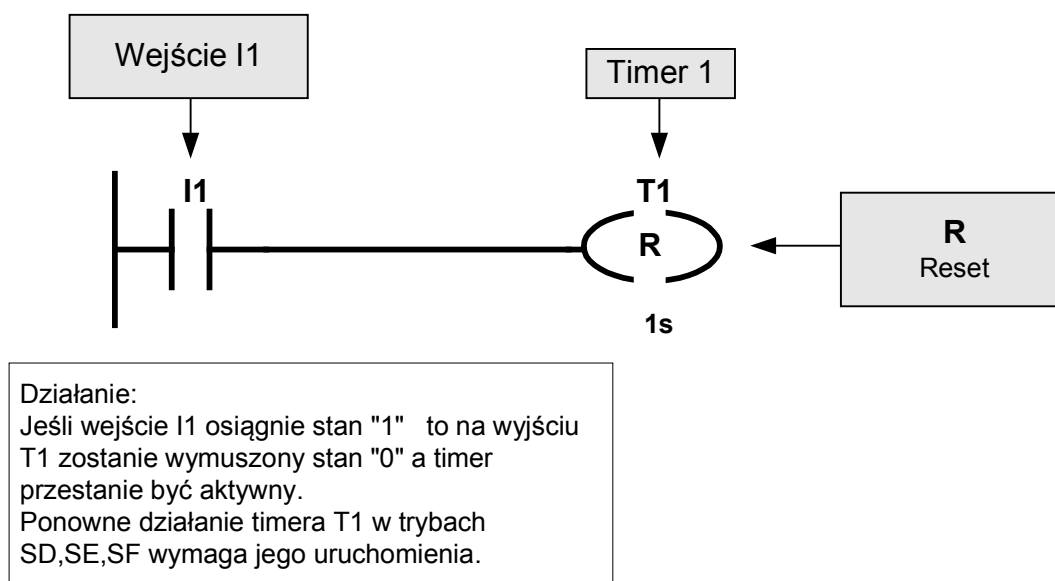 Wejście I1
Timer 1
I1
T1
R
R
Reset
1s
Działanie:
Jeśli wejście I1 osiągnie stan "1" to na wyjściu
T1 zostanie wymuszony stan "0" a timer
przestanie być aktywny.
Ponowne działanie timera T1 w trybach
SD,SE,SF wymaga jego uruchomienia.